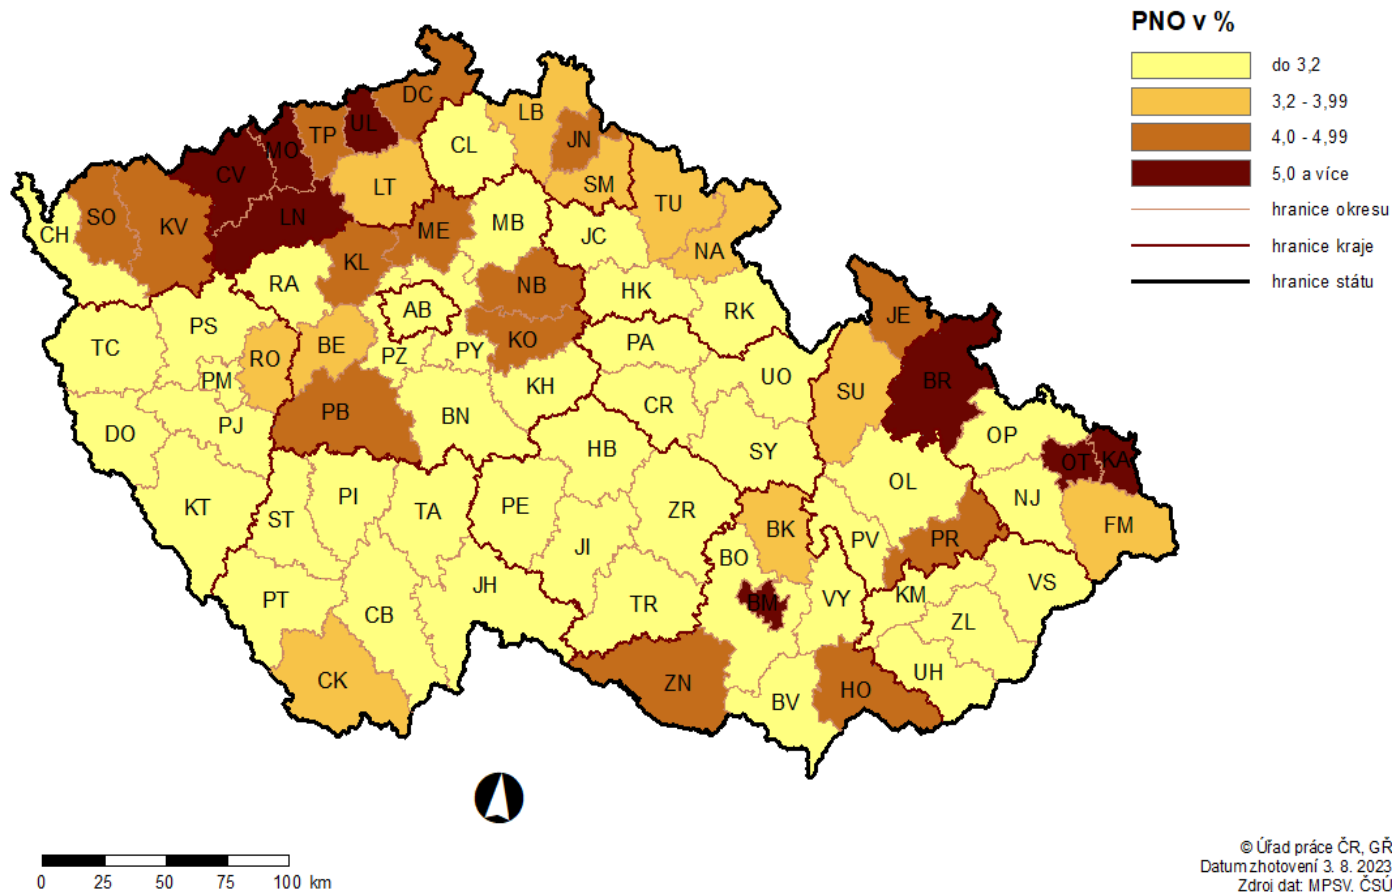 PNO v %
do 3,2
3,2 - 3,99
4,0 - 4,99
5,0 a více
hranice okresu
hranice kraje
hranice státu
DC
LB
UL
TP
JN
MO
CL
CV
LT
SM
TU
LN
SO
KV
ME
MB
JC
CH
NA
KL
RA
NB
HK
AB
RK
JE
PS
KO
PA
TC
RO
BE
PZ
PY
UO
PM
KH
SU
BR
PB
CR
BN
DO
PJ
OP
HB
SY
OT
KA
OL
PI
NJ
KT
ST
TA
PE
ZR
BK
FM
PR
JI
BO
PV
JH
VS
PT
TR
BM
VY
KM
CB
ZL
CK
ZN
UH
HO
BV
0 25 50 75 100 km
© Úřad práce ČR, GŘ
Datum zhotovení 3. 8. 2023
Zdroj dat: MPSV, ČSÚ